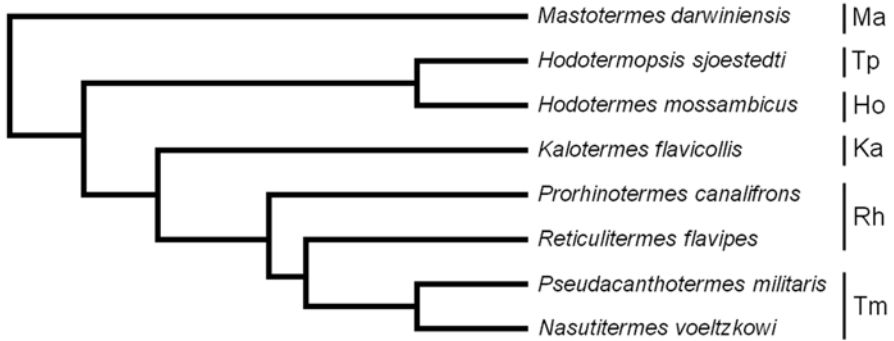 Mastotermes darwiniensis Ma
Hodotermopsis sjoestedti Tp
Hodotermes mossambicus Ho
Kalotermes flavicollis Ka
Prorhinotermes canalifrons
Rh
Reticulitermes flavipes
Pseudacanthotermes militaris
Tm
Nasutitermes voeltzkowi